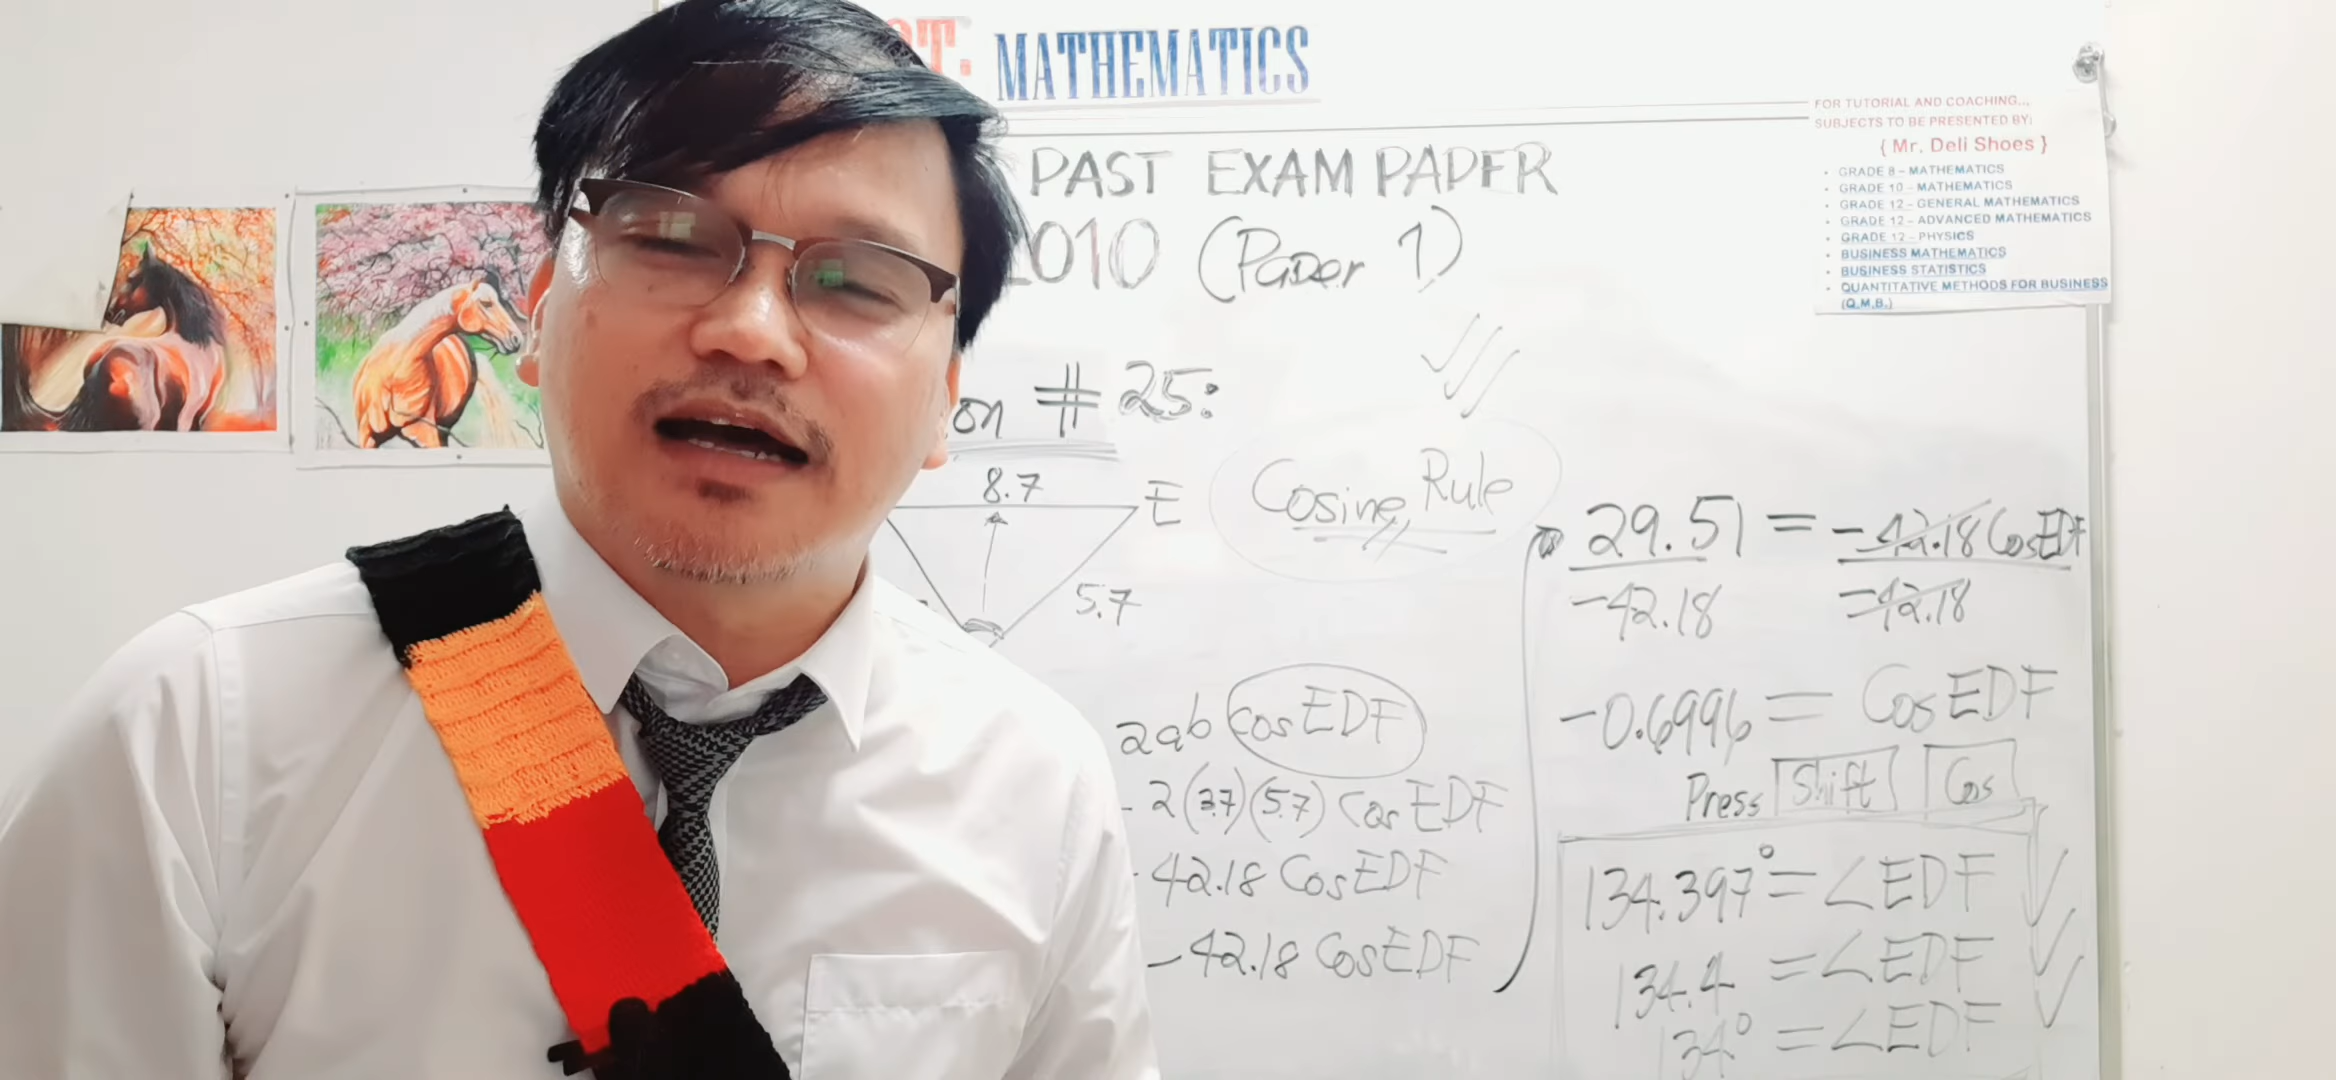 MATHEMATICS
PAST EXAM PAPER
2010 (Paper 1)
# 25:
8.7
E
5.7
Cosine Rule
2ab Cos EDF
- 2(3.7)(5.7) Cos EDF
- 42.18 Cos EDF
- 42.18 Cos EDF
29.51 = - 42.18 Cos EDF
-42.18 -42.18
-0.6996 = Cos EDF
Press Shift Cos
134.397° = ∠EDF
134.4 = ∠EDF
134° = ∠EDF
FOR TUTORIAL AND COACHING...
SUBJECTS TO BE PRESENTED BY:
{ Mr. Deli Shoes }
• GRADE 8 – MATHEMATICS
• GRADE 10 – MATHEMATICS
• GRADE 12 – GENERAL MATHEMATICS
• GRADE 12 – ADVANCED MATHEMATICS
• GRADE 12 – PHYSICS
• BUSINESS MATHEMATICS
• BUSINESS STATISTICS
• QUANTITATIVE METHODS FOR BUSINESS
(Q.M.B.)